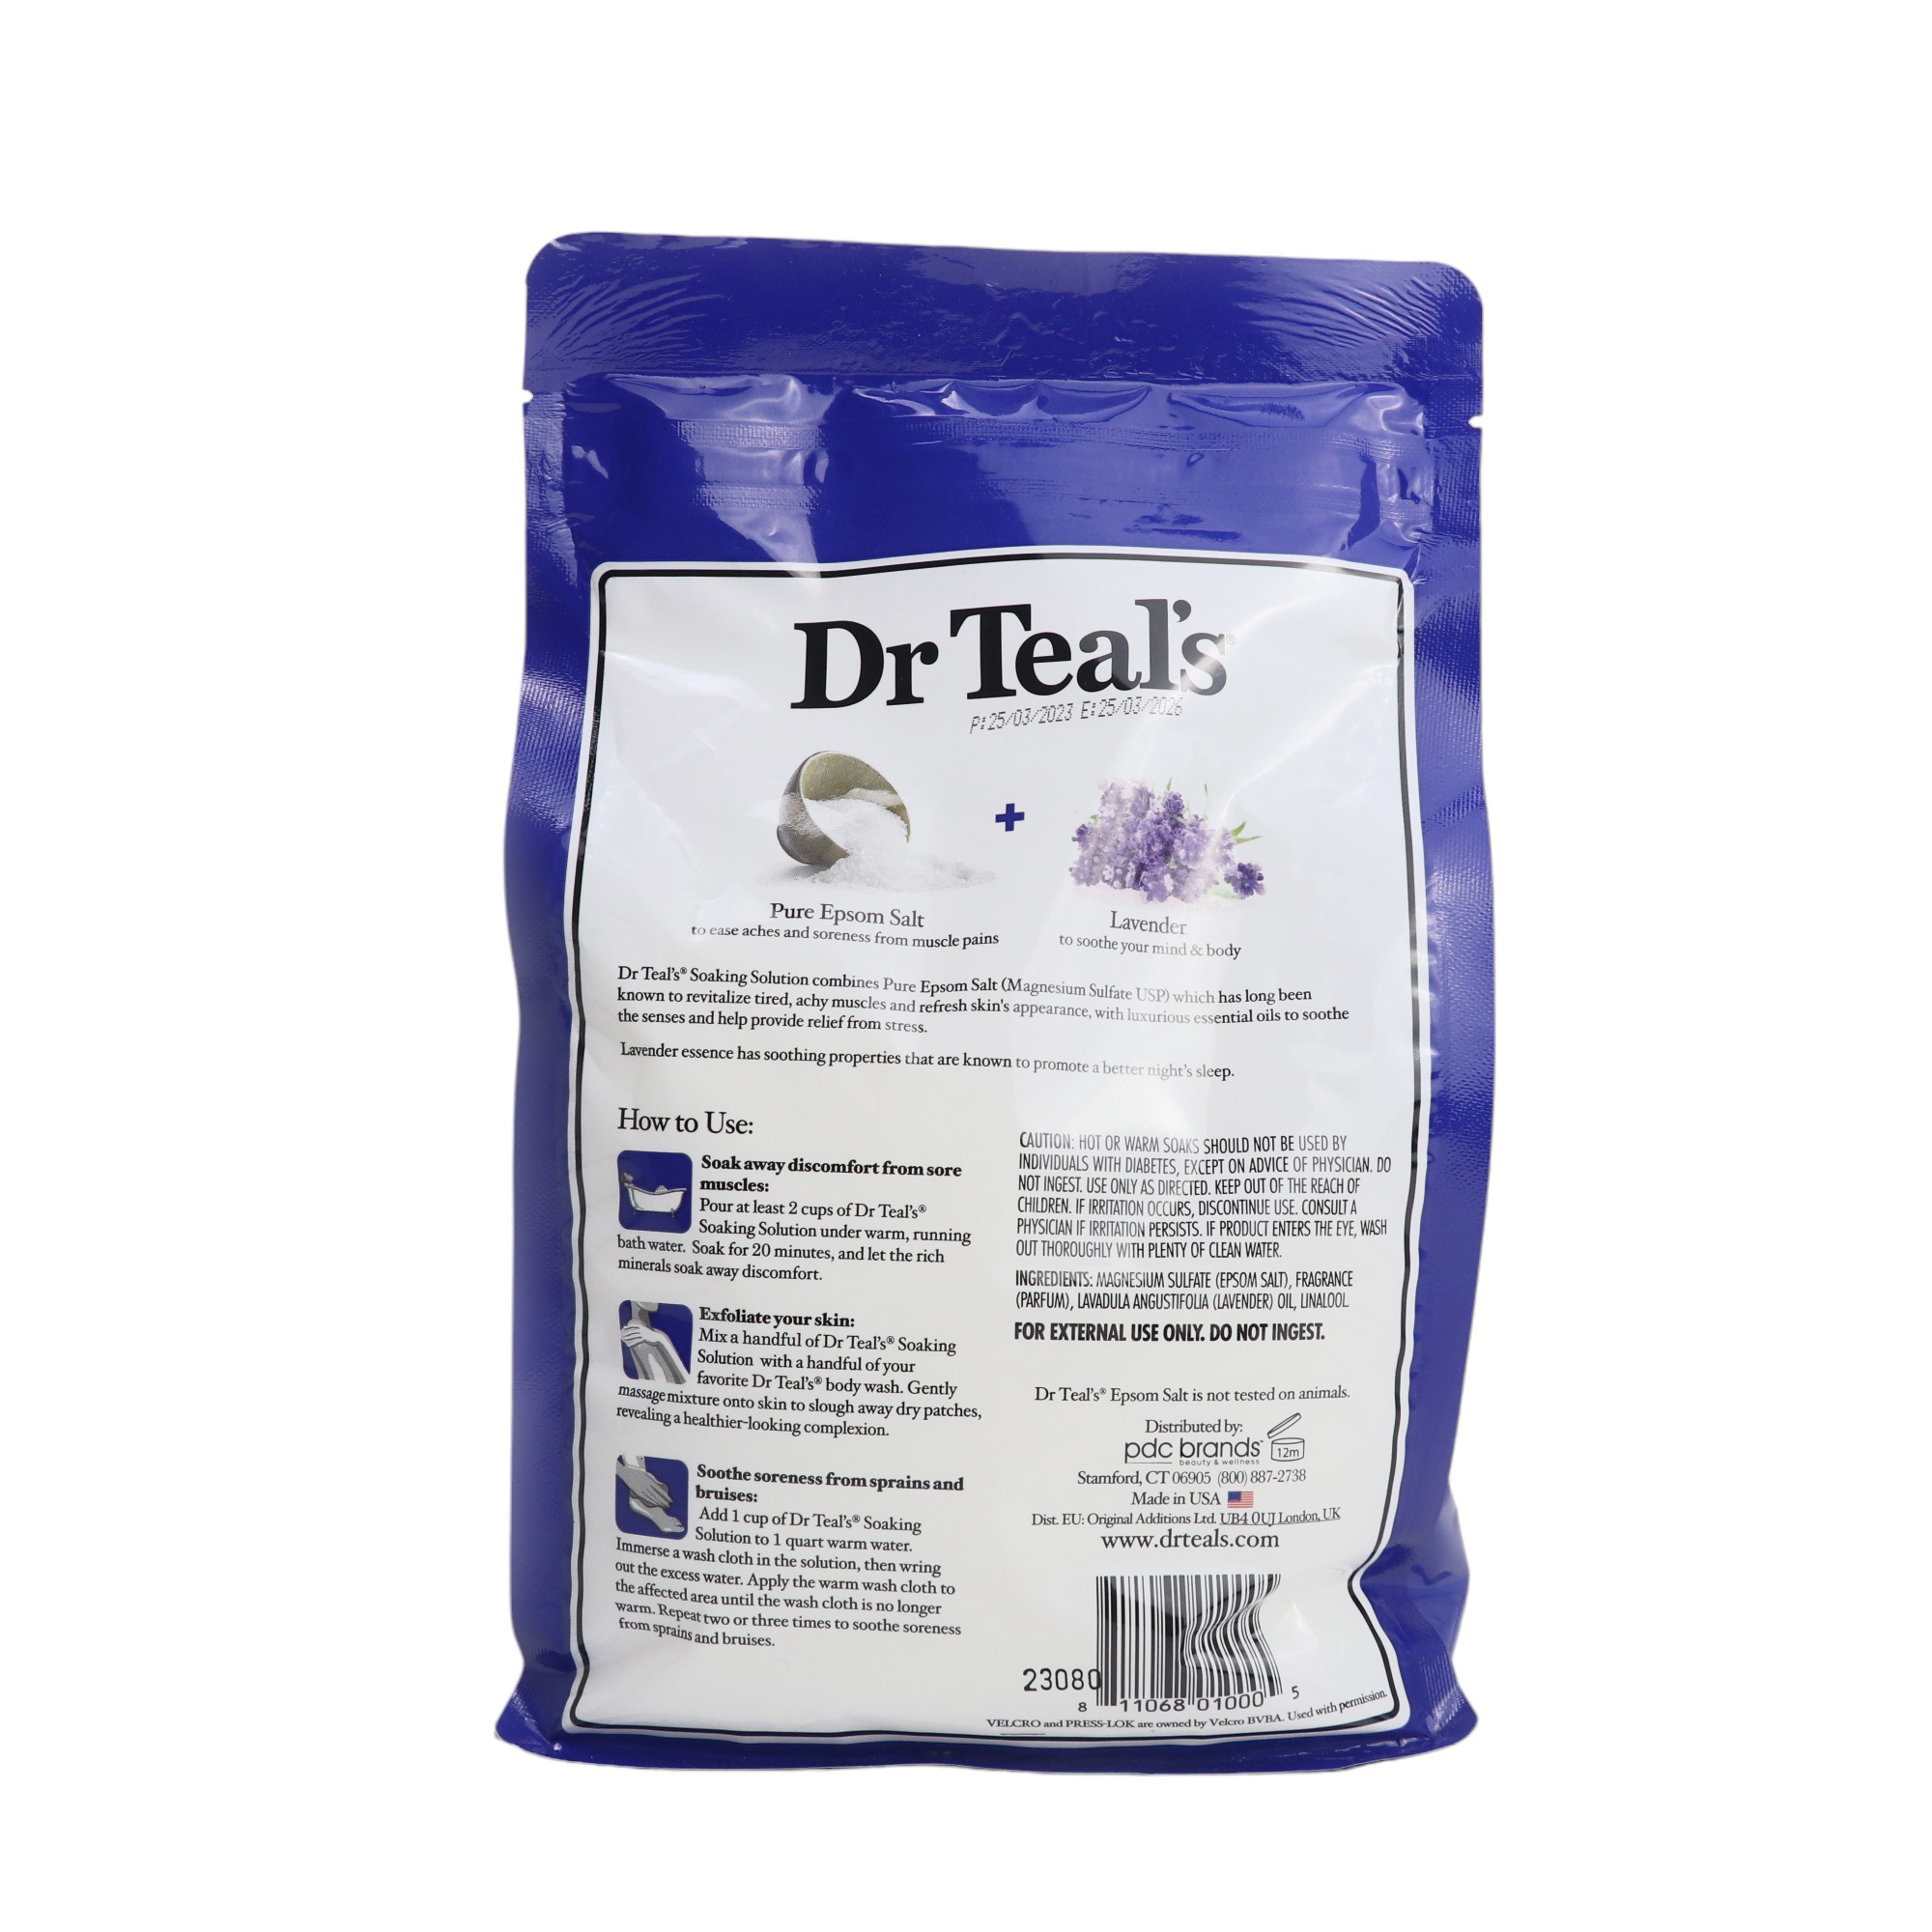 Dr Teal's®
P:25/03/2023 E:25/03/2026
+
Pure Epsom Salt
to ease aches and soreness from muscle pains
Lavender
to soothe your mind & body
Dr Teal's® Soaking Solution combines Pure Epsom Salt (Magnesium Sulfate USP) which has long been
known to revitalize tired, achy muscles and refresh skin's appearance, with luxurious essential oils to soothe
the senses and help provide relief from stress.
Lavender essence has soothing properties that are known to promote a better night's sleep.
How to Use:
Soak away discomfort from sore
muscles:
Pour at least 2 cups of Dr Teal's®
Soaking Solution under warm, running
bath water. Soak for 20 minutes, and let the rich
minerals soak away discomfort.
Exfoliate your skin:
Mix a handful of Dr Teal's® Soaking
Solution with a handful of your
favorite Dr Teal's® body wash. Gently
massage mixture onto skin to slough away dry patches,
revealing a healthier-looking complexion.
Soothe soreness from sprains and
bruises:
Add 1 cup of Dr Teal's® Soaking
Solution to 1 quart warm water.
Immerse a wash cloth in the solution, then wring
out the excess water. Apply the warm wash cloth to
the affected area until the wash cloth is no longer
warm. Repeat two or three times to soothe soreness
from sprains and bruises.
CAUTION: HOT OR WARM SOAKS SHOULD NOT BE USED BY
INDIVIDUALS WITH DIABETES, EXCEPT ON ADVICE OF PHYSICIAN. DO
NOT INGEST. USE ONLY AS DIRECTED. KEEP OUT OF THE REACH OF
CHILDREN. IF IRRITATION OCCURS, DISCONTINUE USE. CONSULT A
PHYSICIAN IF IRRITATION PERSISTS. IF PRODUCT ENTERS THE EYE, WASH
OUT THOROUGHLY WITH PLENTY OF CLEAN WATER.
INGREDIENTS: MAGNESIUM SULFATE (EPSOM SALT), FRAGRANCE
(PARFUM), LAVADULA ANGUSTIFOLIA (LAVENDER) OIL, LINALOOL.
FOR EXTERNAL USE ONLY. DO NOT INGEST.
Dr Teal's® Epsom Salt is not tested on animals.
Distributed by:
pdc brands™
beauty & wellness
12m
Stamford, CT 06905 (800) 887-2738
Made in USA
Dist. EU: Original Additions Ltd. UB4 0UJ London, UK
www.drteals.com
23080
8 11068 01000 5
VELCRO and PRESS-LOK are owned by Velcro BVBA. Used with permission.